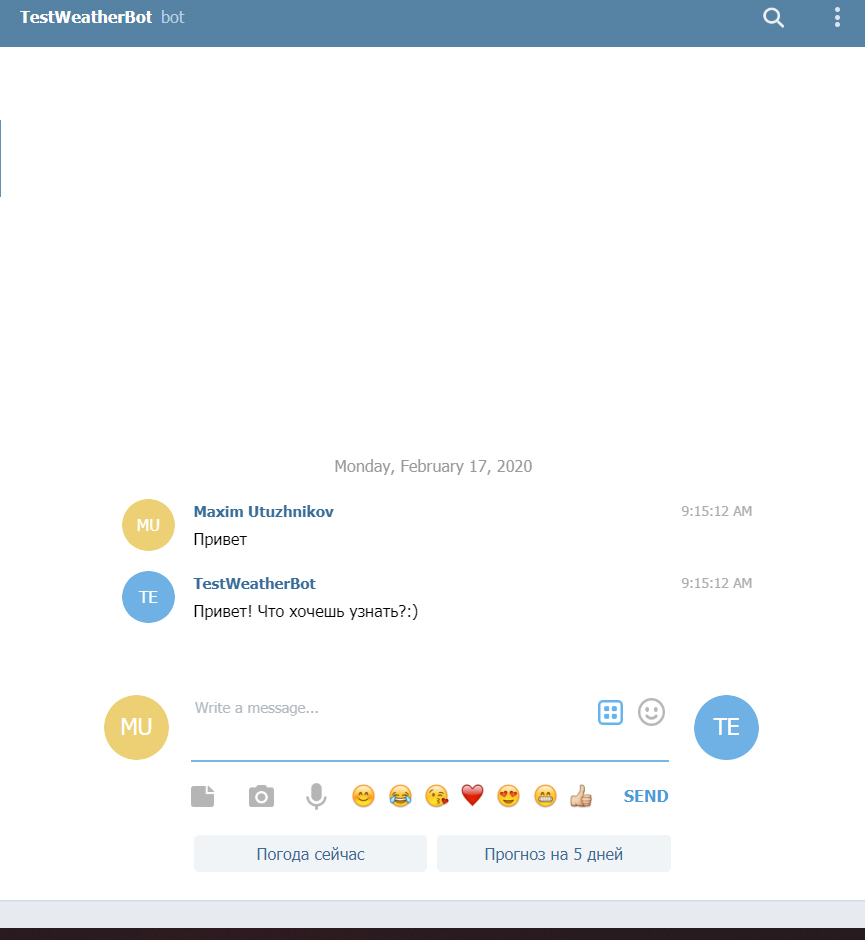 TestWeatherBot bot
Monday, February 17, 2020
MU Maxim Utuzhnikov 9:15:12 AM
Привет
TE TestWeatherBot 9:15:12 AM
Привет! Что хочешь узнать?:)
MU Write a message... TE
SEND
Погода сейчас Прогноз на 5 дней